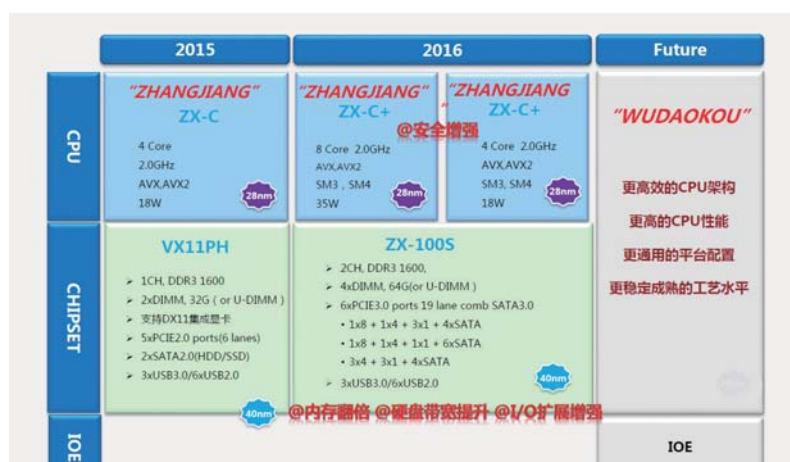 2015
2016
Future
CPU
"ZHANGJIANG"
ZX-C
4 Core
2.0GHz
AVX,AVX2
18W
28nm
"ZHANGJIANG"
ZX-C+
8 Core 2.0GHz
AVX,AVX2
SM3，SM4
35W
28nm
"ZHANGJIANG
"
ZX-C+
4 Core 2.0GHz
AVX,AVX2
SM3, SM4
18W
28nm
@安全增强
"WUDAOKOU"
更高效的CPU架构
更高的CPU性能
更通用的平台配置
更稳定成熟的工艺水平
CHIPSET
VX11PH
➢ 1CH, DDR3 1600
➢ 2xDIMM, 32G（or U-DIMM）
➢ 支持DX11集成显卡
➢ 5xPCIE2.0 ports(6 lanes)
➢ 2xSATA2.0(HDD/SSD)
➢ 3xUSB3.0/6xUSB2.0
40nm
ZX-100S
➢ 2CH, DDR3 1600,
➢ 4xDIMM, 64G(or U-DIMM）
➢ 6xPCIE3.0 ports 19 lane comb SATA3.0
• 1x8 + 1x4 + 3x1 + 4xSATA
• 1x8 + 1x4 + 1x1 + 6xSATA
• 3x4 + 3x1 + 4xSATA
➢ 3xUSB3.0/6xUSB2.0
40nm
@内存翻倍 @硬盘带宽提升 @I/O扩展增强
IOE
IOE